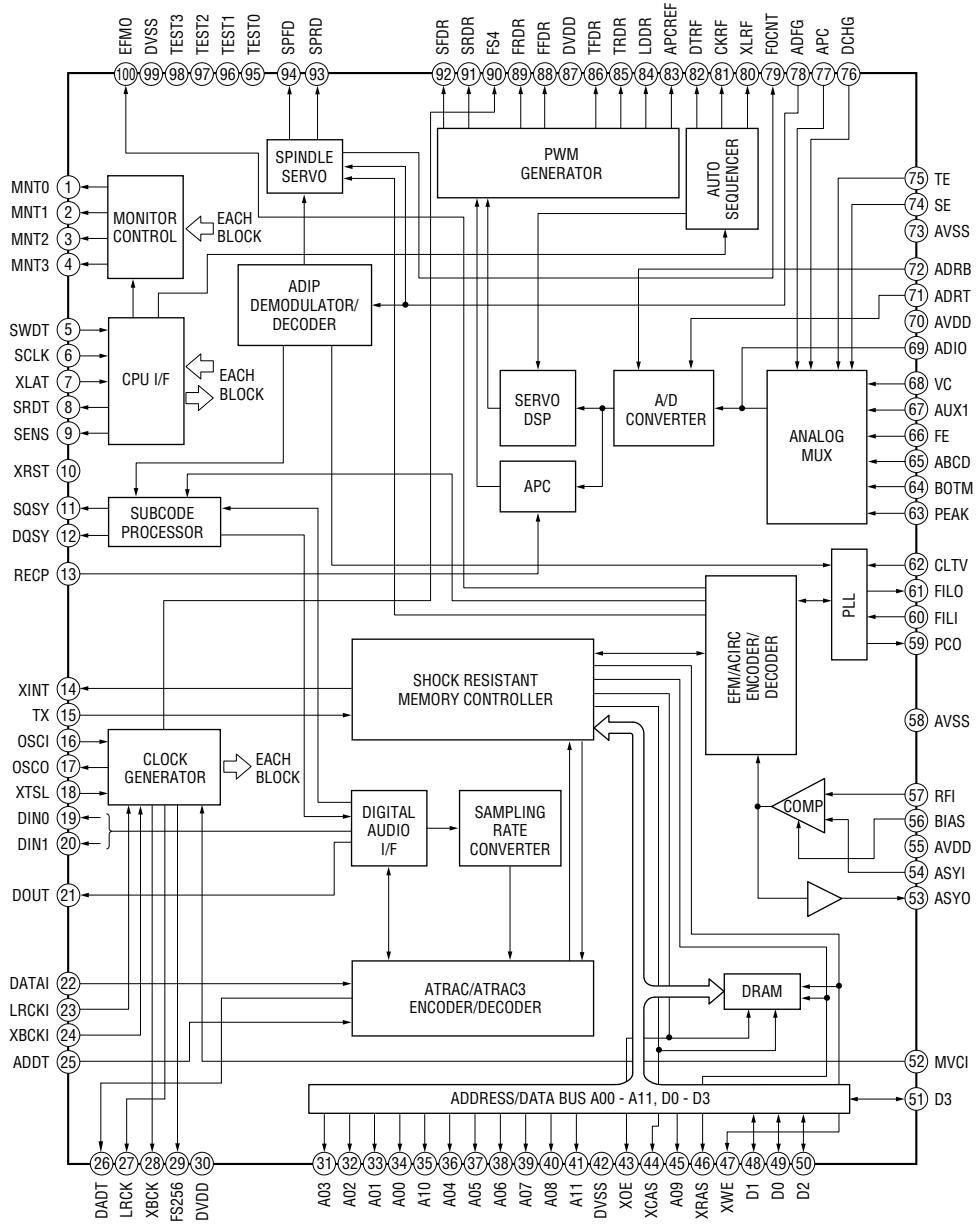 EFMO
DVSS
TEST3
TEST2
TEST1
TEST0
SPFD
SPRD
SFDR
SRDR
FS4
FRDR
FFDR
DVDD
TFDR
TRDR
LDDR
APCREF
DTRF
CKRF
XLRF
F0CNT
ADFG
APC
DCHG
100
99
98
97
96
95
94
93
92
91
90
89
88
87
86
85
84
83
82
81
80
79
78
77
76
SPINDLE
SERVO
PWM
GENERATOR
AUTO
SEQUENCER
MNT0
1
MNT1
2
MNT2
3
MNT3
4
MONITOR
CONTROL
EACH
BLOCK
75
TE
74
SE
73
AVSS
72
ADRB
71
ADRT
70
AVDD
69
ADIO
ADIP
DEMODULATOR/
DECODER
SWDT
5
SCLK
6
XLAT
7
SRDT
8
SENS
9
CPU I/F
EACH
BLOCK
SERVO
DSP
A/D
CONVERTER
ANALOG
MUX
68
VC
67
AUX1
66
FE
65
ABCD
64
BOTM
63
PEAK
XRST
10
SQSY
11
DQSY
12
RECP
13
SUBCODE
PROCESSOR
APC
62
CLTV
61
FILO
60
FILI
59
PCO
PLL
EFM/ACIRC
ENCODER/
DECODER
SHOCK RESISTANT
MEMORY CONTROLLER
XINT
14
TX
15
OSCI
16
OSCO
17
XTSL
18
DIN0
19
DIN1
20
DOUT
21
CLOCK
GENERATOR
EACH
BLOCK
58
AVSS
57
RFI
56
BIAS
55
AVDD
54
ASYI
53
ASYO
COMP
DIGITAL
AUDIO
I/F
SAMPLING
RATE
CONVERTER
DATAI
22
LRCKI
23
XBCKI
24
ADDT
25
ATRAC/ATRAC3
ENCODER/DECODER
DRAM
52
MVCI
51
D3
ADDRESS/DATA BUS A00 - A11, D0 - D3
26
27
28
29
30
31
32
33
34
35
36
37
38
39
40
41
42
43
44
45
46
47
48
49
50
DADT
LRCK
XBCK
FS256
DVDD
A03
A02
A01
A00
A10
A04
A05
A06
A07
A08
A11
DVSS
XOE
XCAS
A09
XRAS
XWE
D1
D0
D2